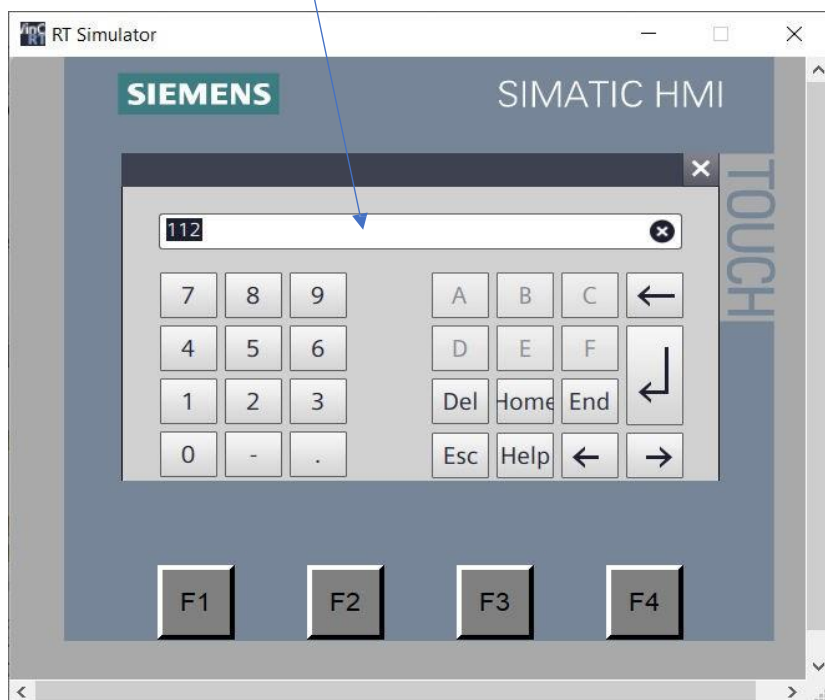 RT Simulator
SIEMENS SIMATIC HMI
TOUCH
112
7 8 9 A B C
4 5 6 D E F
1 2 3 Del Home End
0 - . Esc Help
F1 F2 F3 F4